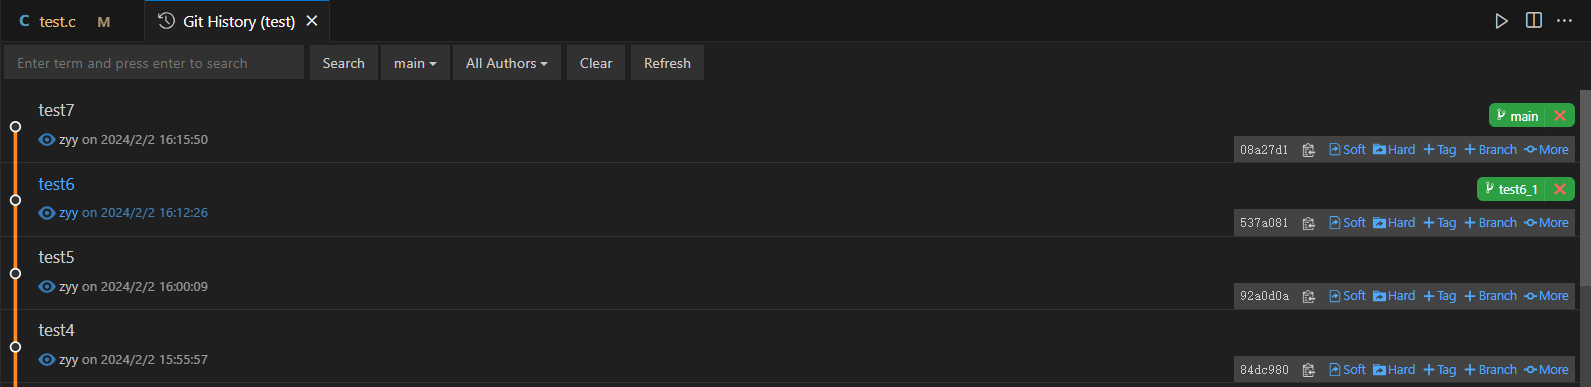 C test.c M Git History (test) ×
Enter term and press enter to search Search main All Authors Clear Refresh
test7
main
zyy on 2024/2/2 16:15:50
08a27d1 Soft Hard +Tag +Branch More
test6
test6_1
zyy on 2024/2/2 16:12:26
537a081 Soft Hard +Tag +Branch More
test5
zyy on 2024/2/2 16:00:09
92a0d0a Soft Hard +Tag +Branch More
test4
zyy on 2024/2/2 15:55:57
84dc980 Soft Hard +Tag +Branch More